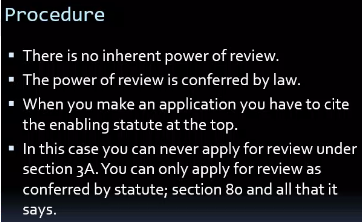 Procedure
▪ There is no inherent power of review.
▪ The power of review is conferred by law.
▪ When you make an application you have to cite
the enabling statute at the top.
▪ In this case you can never apply for review under
section 3A. You can only apply for review as
conferred by statute; section 80 and all that it
says.